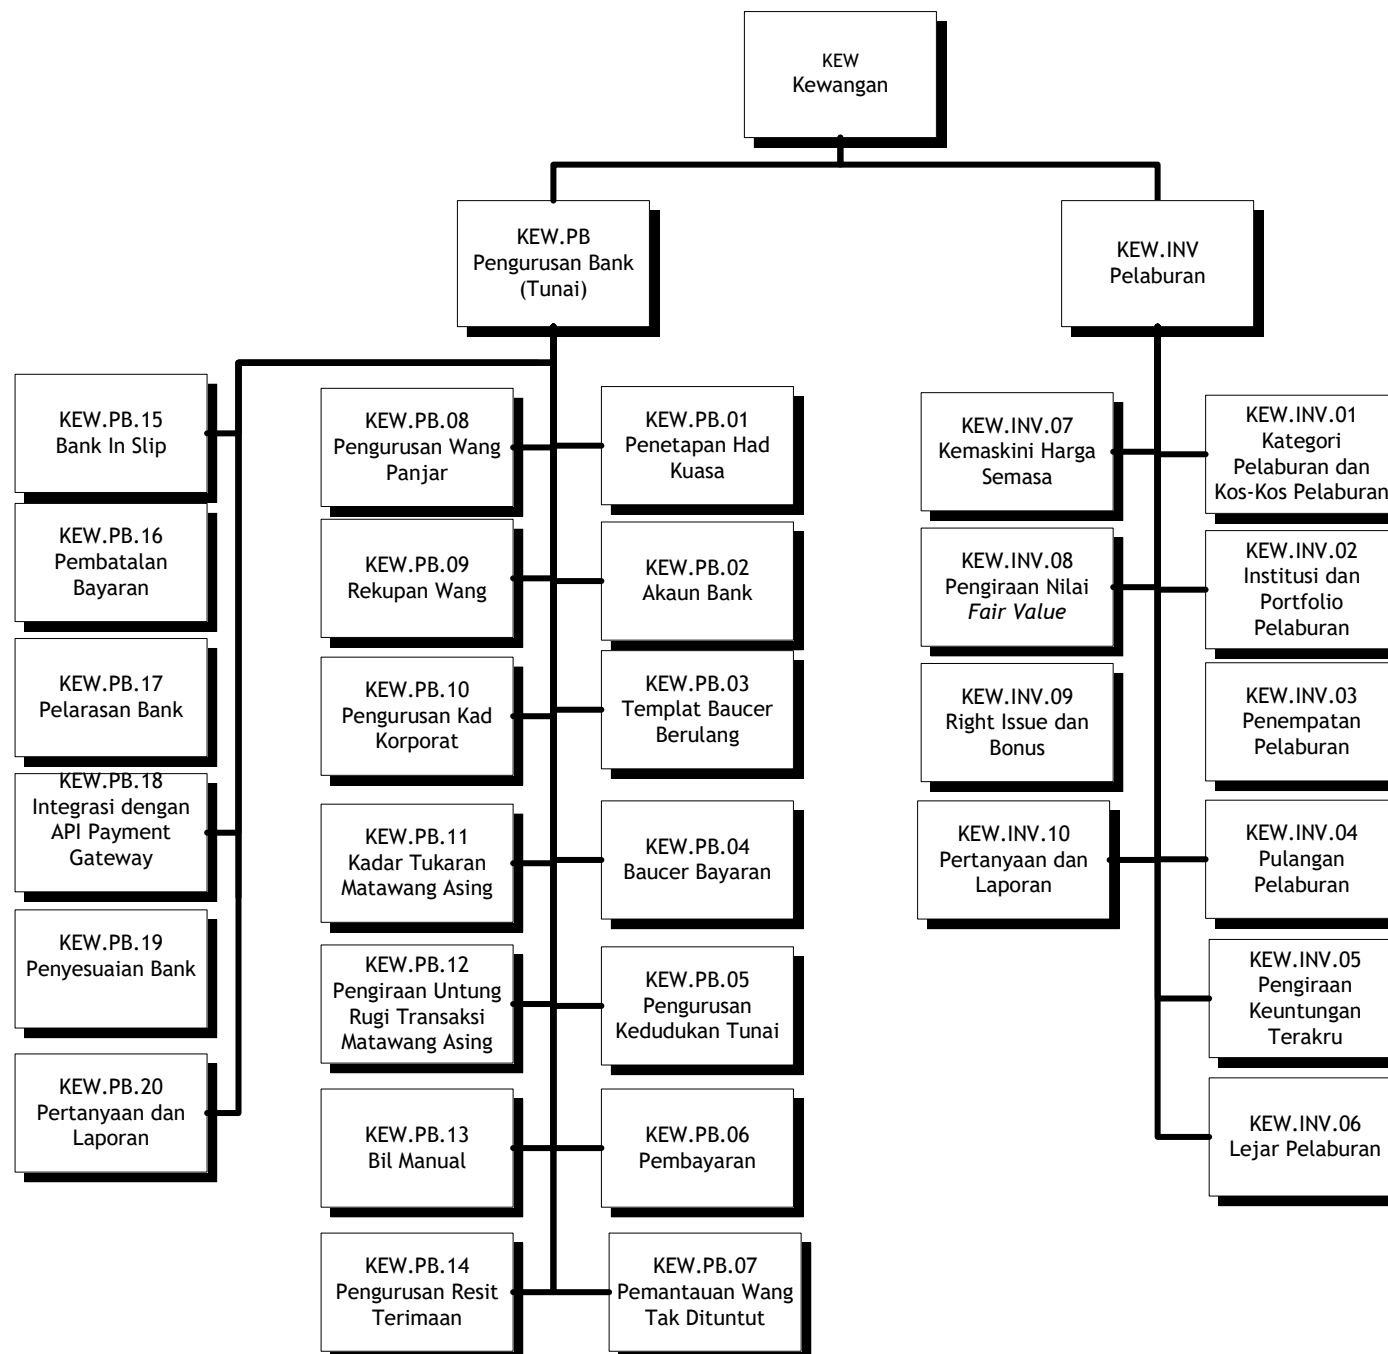 KEW
Kewangan
KEW.PB
Pengurusan Bank
(Tunai)
KEW.INV
Pelaburan
KEW.PB.15
Bank In Slip
KEW.PB.16
Pembatalan
Bayaran
KEW.PB.17
Pelarasan Bank
KEW.PB.18
Integrasi dengan
API Payment
Gateway
KEW.PB.19
Penyesuaian Bank
KEW.PB.20
Pertanyaan dan
Laporan
KEW.PB.08
Pengurusan Wang
Panjar
KEW.PB.09
Rekupan Wang
KEW.PB.10
Pengurusan Kad
Korporat
KEW.PB.11
Kadar Tukaran
Matawang Asing
KEW.PB.12
Pengiraan Untung
Rugi Transaksi
Matawang Asing
KEW.PB.13
Bil Manual
KEW.PB.14
Pengurusan Resit
Terimaan
KEW.PB.01
Penetapan Had
Kuasa
KEW.PB.02
Akaun Bank
KEW.PB.03
Templat Baucer
Berulang
KEW.PB.04
Baucer Bayaran
KEW.PB.05
Pengurusan
Kedudukan Tunai
KEW.PB.06
Pembayaran
KEW.PB.07
Pemantauan Wang
Tak Dituntut
KEW.INV.07
Kemaskini Harga
Semasa
KEW.INV.08
Pengiraan Nilai
Fair Value
KEW.INV.09
Right Issue dan
Bonus
KEW.INV.10
Pertanyaan dan
Laporan
KEW.INV.01
Kategori
Pelaburan dan
Kos-Kos Pelaburan
KEW.INV.02
Institusi dan
Portfolio
Pelaburan
KEW.INV.03
Penempatan
Pelaburan
KEW.INV.04
Pulangan
Pelaburan
KEW.INV.05
Pengiraan
Keuntungan
Terakru
KEW.INV.06
Lejar Pelaburan